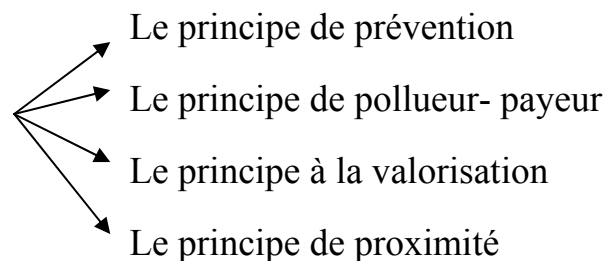 Le principe de prévention
Le principe de pollueur- payeur
Le principe à la valorisation
Le principe de proximité